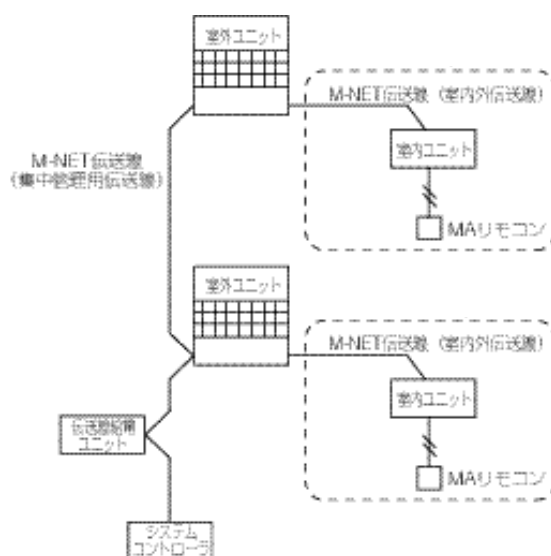 室外ユニット
M-NET伝送線（室内外伝送線）
室内ユニット
MAリモコン
M-NET伝送線
（集中管理用伝送線）
室外ユニット
M-NET伝送線（室内外伝送線）
室内ユニット
MAリモコン
伝送線給電
ユニット
システム
コントローラ